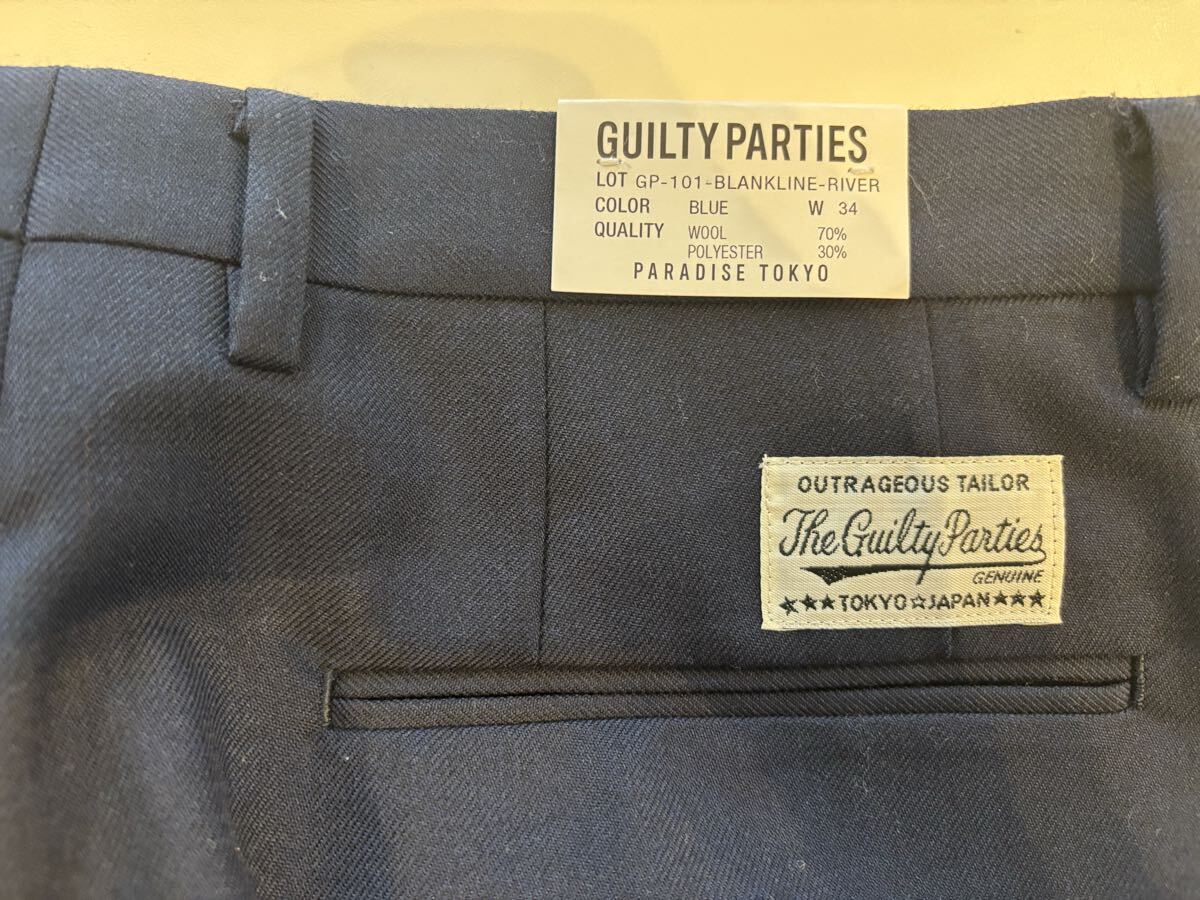 GUILTY PARTIES
LOT GP-101-BLANKLINE-RIVER
COLOR BLUE W 34
QUALITY WOOL 70%
POLYESTER 30%
PARADISE TOKYO
OUTRAGEOUS TAILOR
The Guilty Parties
GENUINE
★★★TOKYO☆JAPAN★★★